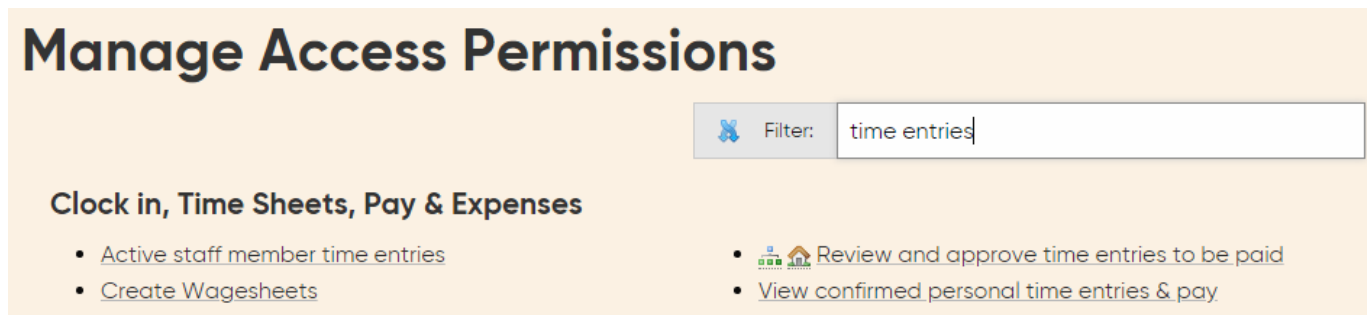 Manage Access Permissions
Filter: time entries
Clock in, Time Sheets, Pay & Expenses
Active staff member time entries
Create Wagesheets
Review and approve time entries to be paid
View confirmed personal time entries & pay